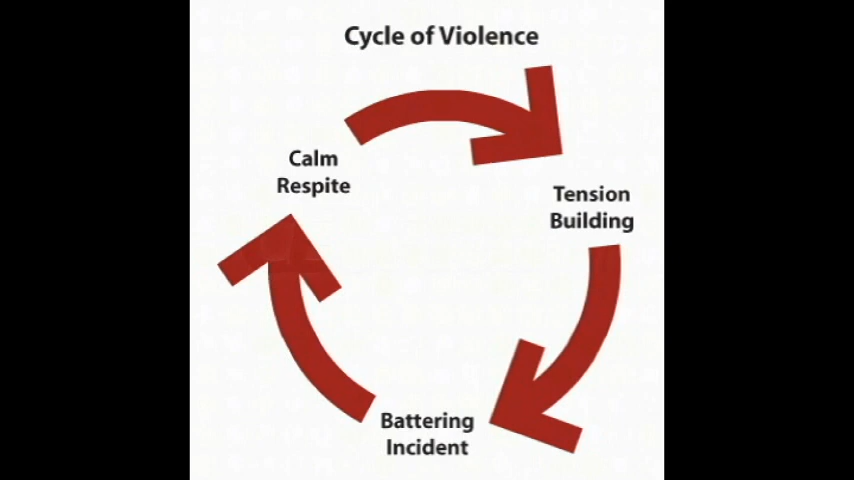 Cycle of Violence
Calm
Respite
Tension
Building
Battering
Incident